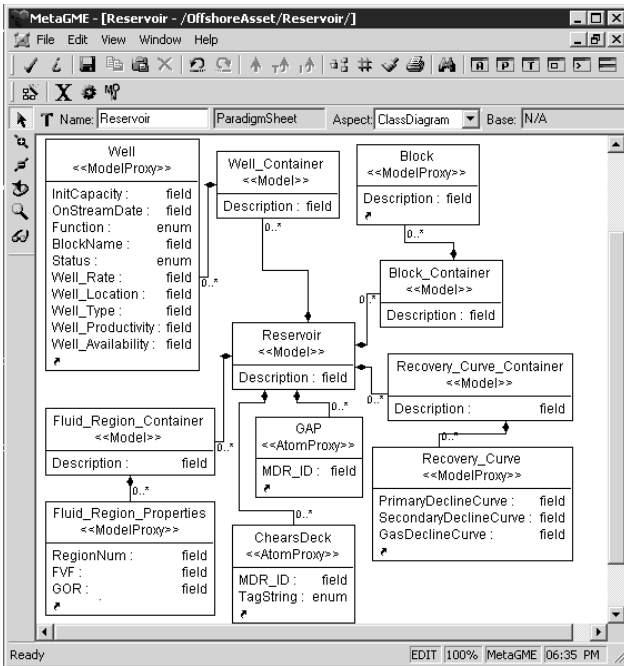 MetaGME - [Reservoir - /OffshoreAsset/Reservoir/]
File Edit View Window Help
Name: Reservoir ParadigmSheet Aspect: ClassDiagram Base: N/A
Well
<<ModelProxy>>
InitCapacity : field
OnStreamDate : field
Function : enum
BlockName : field
Status : enum
Well_Rate : field
Well_Location : field
Well_Type : field
Well_Productivity : field
Well_Availability : field
0..*
Well_Container
<<Model>>
Description : field
0..*
Block
<<ModelProxy>>
Description : field
0..*
Block_Container
<<Model>>
Description : field
0..*
Reservoir
<<Model>>
Description : field
Recovery_Curve_Container
<<Model>>
Description : field
0..*
Fluid_Region_Container
<<Model>>
Description : field
0..*
GAP
<<AtomProxy>>
MDR_ID : field
0..*
Recovery_Curve
<<ModelProxy>>
PrimaryDeclineCurve : field
SecondaryDeclineCurve : field
GasDeclineCurve : field
0..*
Fluid_Region_Properties
<<ModelProxy>>
RegionNum : field
FVF : field
GOR : field
0..*
ChearsDeck
<<AtomProxy>>
MDR_ID : field
TagString : enum
0..*
Ready EDIT 100% MetaGME 06:35 PM